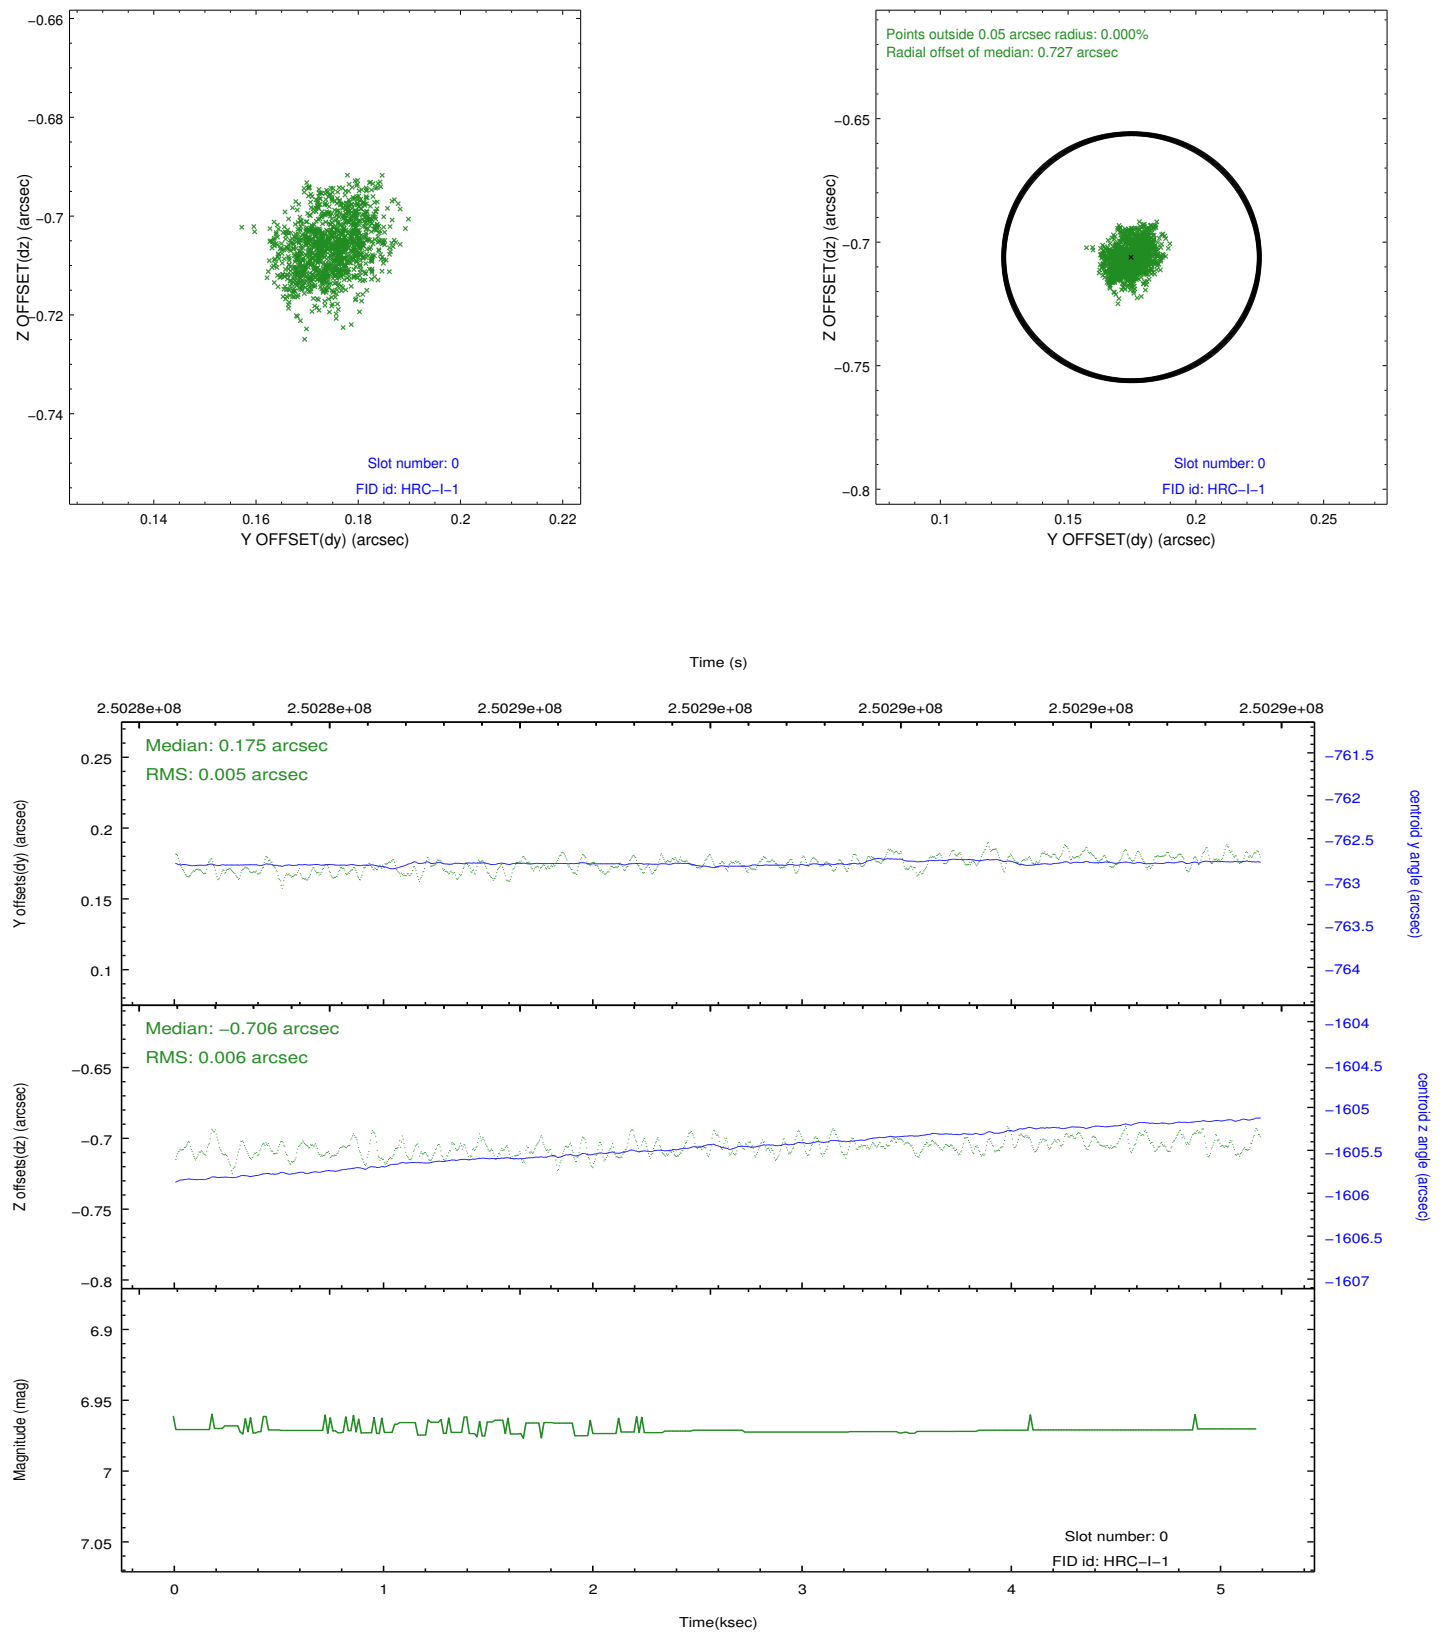 −0.66
−0.68
−0.7
−0.72
−0.74
Z OFFSET(dz) (arcsec)
Slot number: 0
FID id: HRC−I−1
0.14 0.16 0.18 0.2 0.22
Y OFFSET(dy) (arcsec)
Points outside 0.05 arcsec radius: 0.000%
Radial offset of median: 0.727 arcsec
−0.65
−0.7
−0.75
−0.8
Z OFFSET(dz) (arcsec)
Slot number: 0
FID id: HRC−I−1
0.1 0.15 0.2 0.25
Y OFFSET(dy) (arcsec)
Time (s)
2.5028e+08 2.5028e+08 2.5029e+08 2.5029e+08 2.5029e+08 2.5029e+08 2.5029e+08
Median: 0.175 arcsec
RMS: 0.005 arcsec
0.25
0.2
0.15
0.1
Y offsets(dy) (arcsec)
−761.5
−762
−762.5
−763
−763.5
−764
centroid y angle (arcsec)
Median: −0.706 arcsec
RMS: 0.006 arcsec
−0.65
−0.7
−0.75
−0.8
Z offsets(dz) (arcsec)
−1604
−1604.5
−1605
−1605.5
−1606
−1606.5
−1607
centroid z angle (arcsec)
6.9
6.95
7
7.05
Magnitude (mag)
Slot number: 0
FID id: HRC−I−1
0 1 2 3 4 5
Time(ksec)